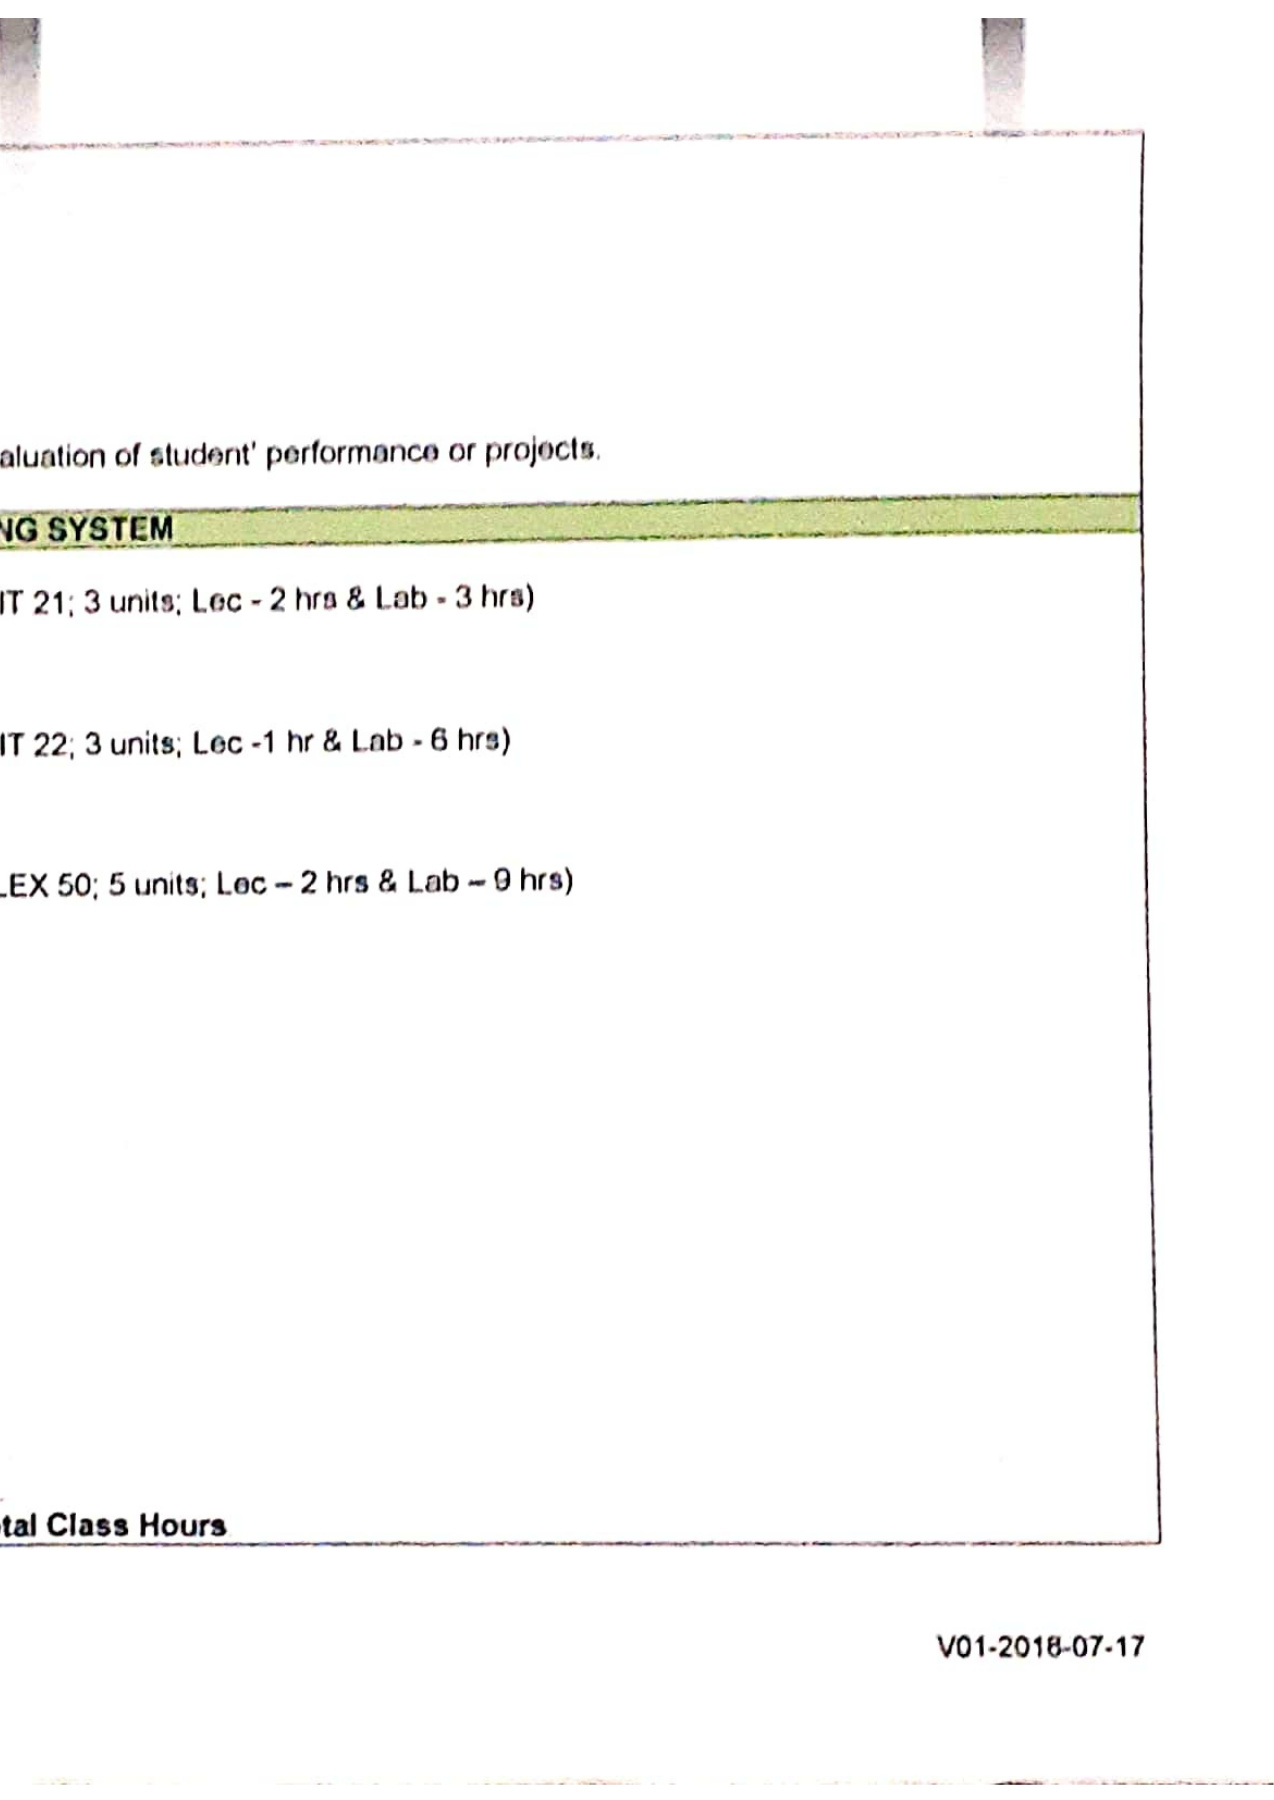 aluation of student' performance or projects.
NG SYSTEM
IT 21; 3 units; Lec - 2 hrs & Lab - 3 hrs)
IT 22; 3 units; Lec -1 hr & Lab - 6 hrs)
LEX 50; 5 units; Lec – 2 hrs & Lab – 9 hrs)
tal Class Hours
V01-2018-07-17